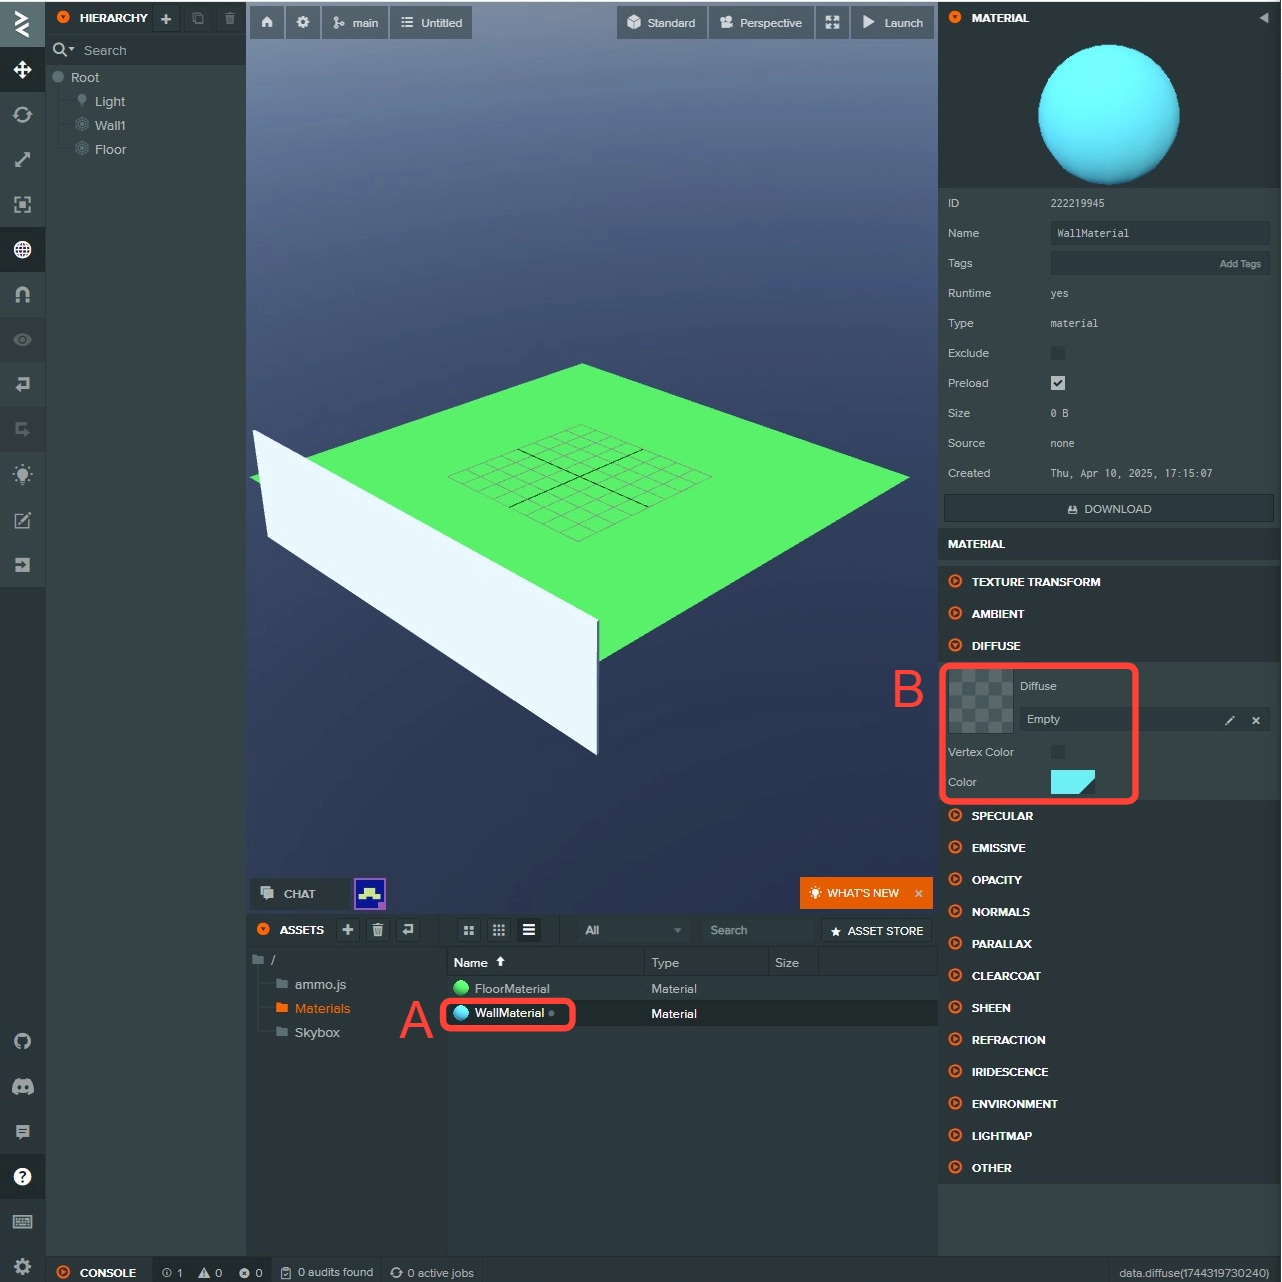 HIERARCHY
Search
Root
Light
Wall1
Floor
main
Untitled
Standard
Perspective
Launch
CHAT
WHAT'S NEW
ASSETS
All
Search
ASSET STORE
/
ammo.js
Materials
Skybox
Name
Type
Size
FloorMaterial
Material
A
WallMaterial
Material
MATERIAL
ID
222219945
Name
WallMaterial
Tags
Add Tags
Runtime
yes
Type
material
Exclude
Preload
Size
0 B
Source
none
Created
Thu, Apr 10, 2025, 17:15:07
DOWNLOAD
MATERIAL
TEXTURE TRANSFORM
AMBIENT
DIFFUSE
B
Diffuse
Empty
Vertex Color
Color
SPECULAR
EMISSIVE
OPACITY
NORMALS
PARALLAX
CLEARCOAT
SHEEN
REFRACTION
IRIDESCENCE
ENVIRONMENT
LIGHTMAP
OTHER
CONSOLE
1
0
0
0 audits found
0 active jobs
data.diffuse(1744319730240)